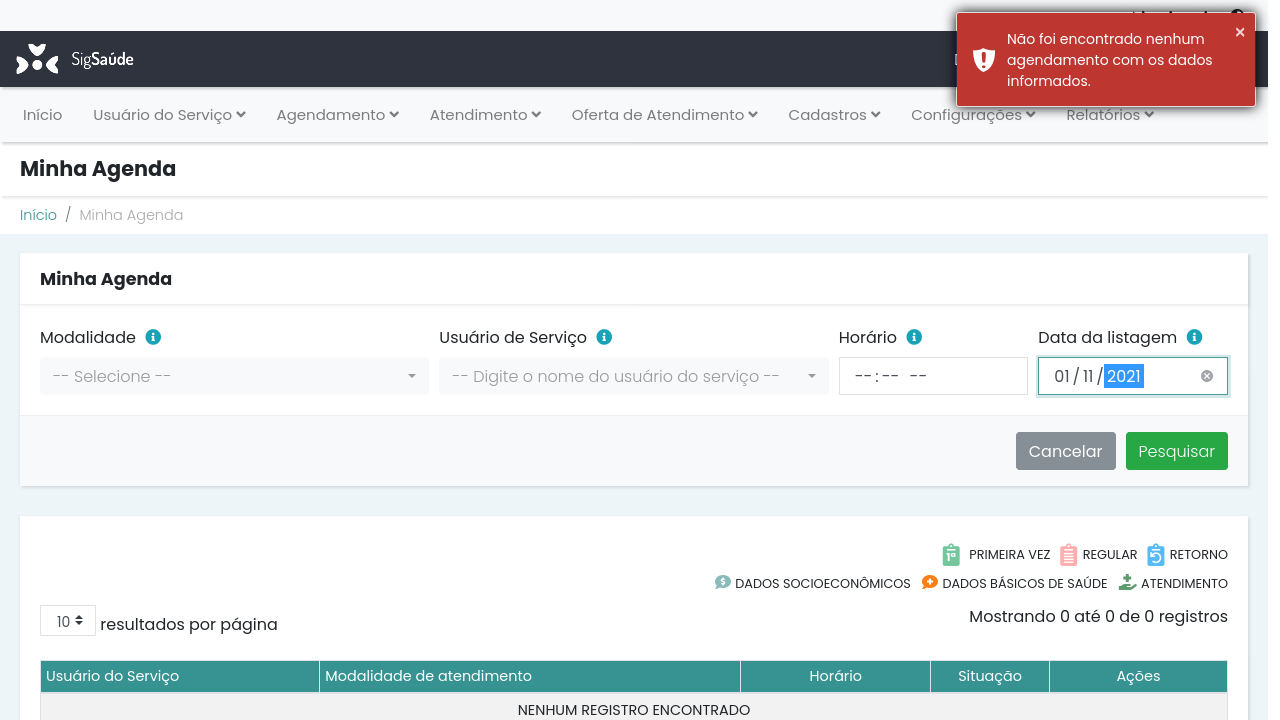 SigSaúde
Não foi encontrado nenhum
agendamento com os dados
informados.
×
Início
Usuário do Serviço
Agendamento
Atendimento
Oferta de Atendimento
Cadastros
Configurações
Relatórios
Minha Agenda
Início / Minha Agenda
Minha Agenda
Modalidade
Usuário de Serviço
Horário
Data da listagem
-- Selecione --
-- Digite o nome do usuário do serviço --
--:-- --
01/11/2021
Cancelar
Pesquisar
PRIMEIRA VEZ
REGULAR
RETORNO
DADOS SOCIOECONÔMICOS
DADOS BÁSICOS DE SAÚDE
ATENDIMENTO
10 resultados por página
Mostrando 0 até 0 de 0 registros
Usuário do Serviço
Modalidade de atendimento
Horário
Situação
Ações
NENHUM REGISTRO ENCONTRADO